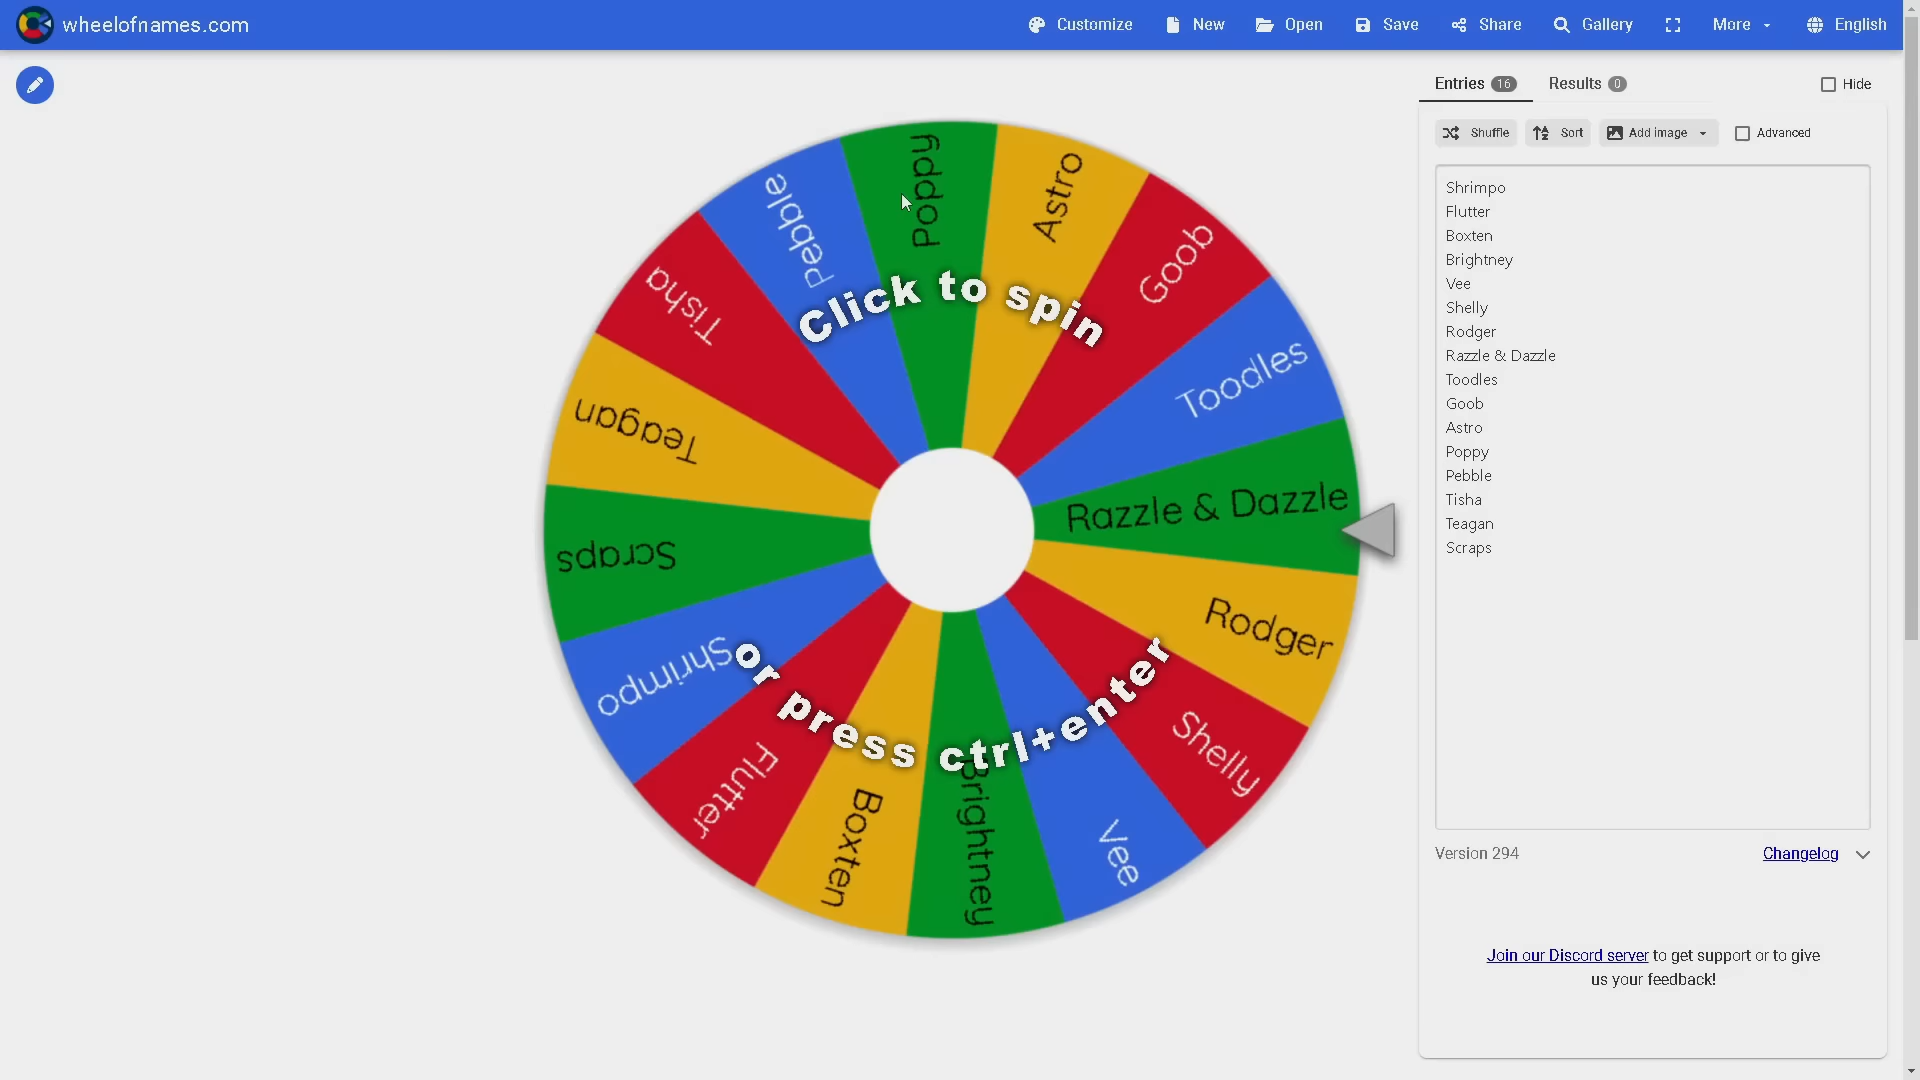 wheelofnames.com
Customize
New
Open
Save
Share
Gallery
More
English
Entries 16
Results 0
Hide
Shuffle
Sort
Add image
Advanced
Shrimpo
Flutter
Boxten
Brightney
Vee
Shelly
Rodger
Razzle & Dazzle
Toodles
Goob
Astro
Poppy
Pebble
Tisha
Teagan
Scraps
Version 294
Changelog
Join our Discord server to get support or to give
us your feedback!
Poppy
Astro
Goob
Toodles
Razzle & Dazzle
Rodger
Shelly
Vee
Brightney
Boxten
Flutter
Shrimpo
Scraps
Teagan
Tisha
Pebble
Click to spin
or press ctrl+enter